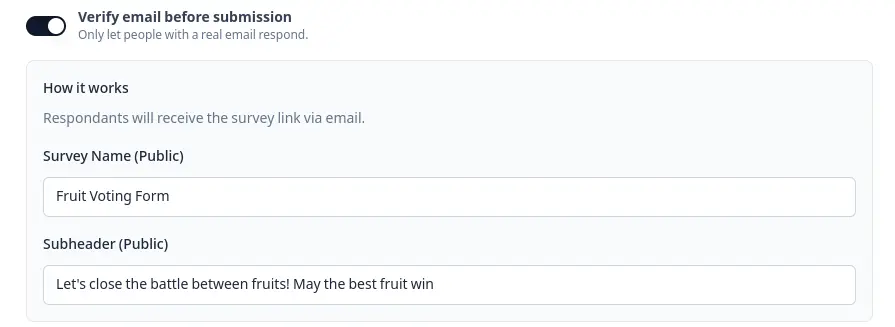 Verify email before submission
Only let people with a real email respond.
How it works
Respondants will receive the survey link via email.
Survey Name (Public)
Fruit Voting Form
Subheader (Public)
Let's close the battle between fruits! May the best fruit win